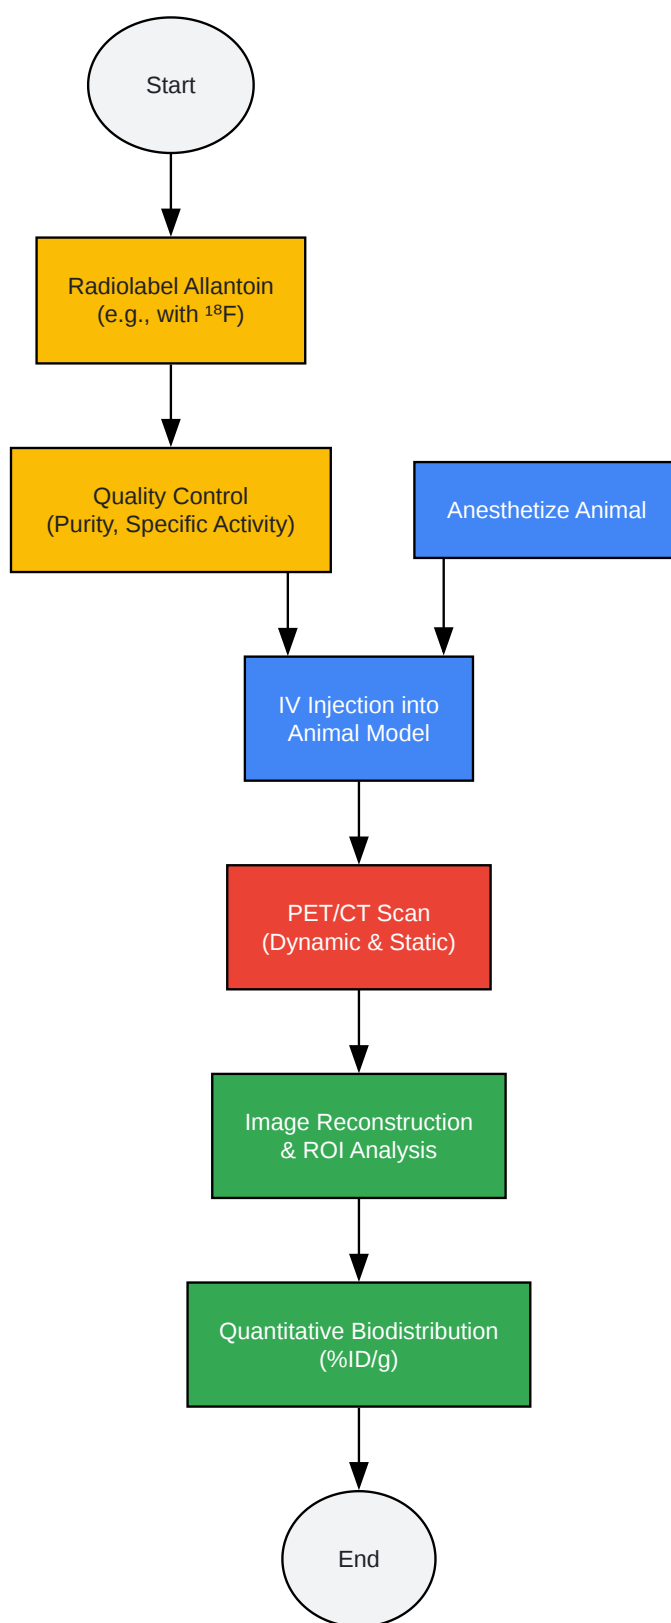 Start
Radiolabel Allantoin
(e.g., with ¹⁸F)
Quality Control
(Purity, Specific Activity)
Anesthetize Animal
IV Injection into
Animal Model
PET/CT Scan
(Dynamic & Static)
Image Reconstruction
& ROI Analysis
Quantitative Biodistribution
(%ID/g)
End